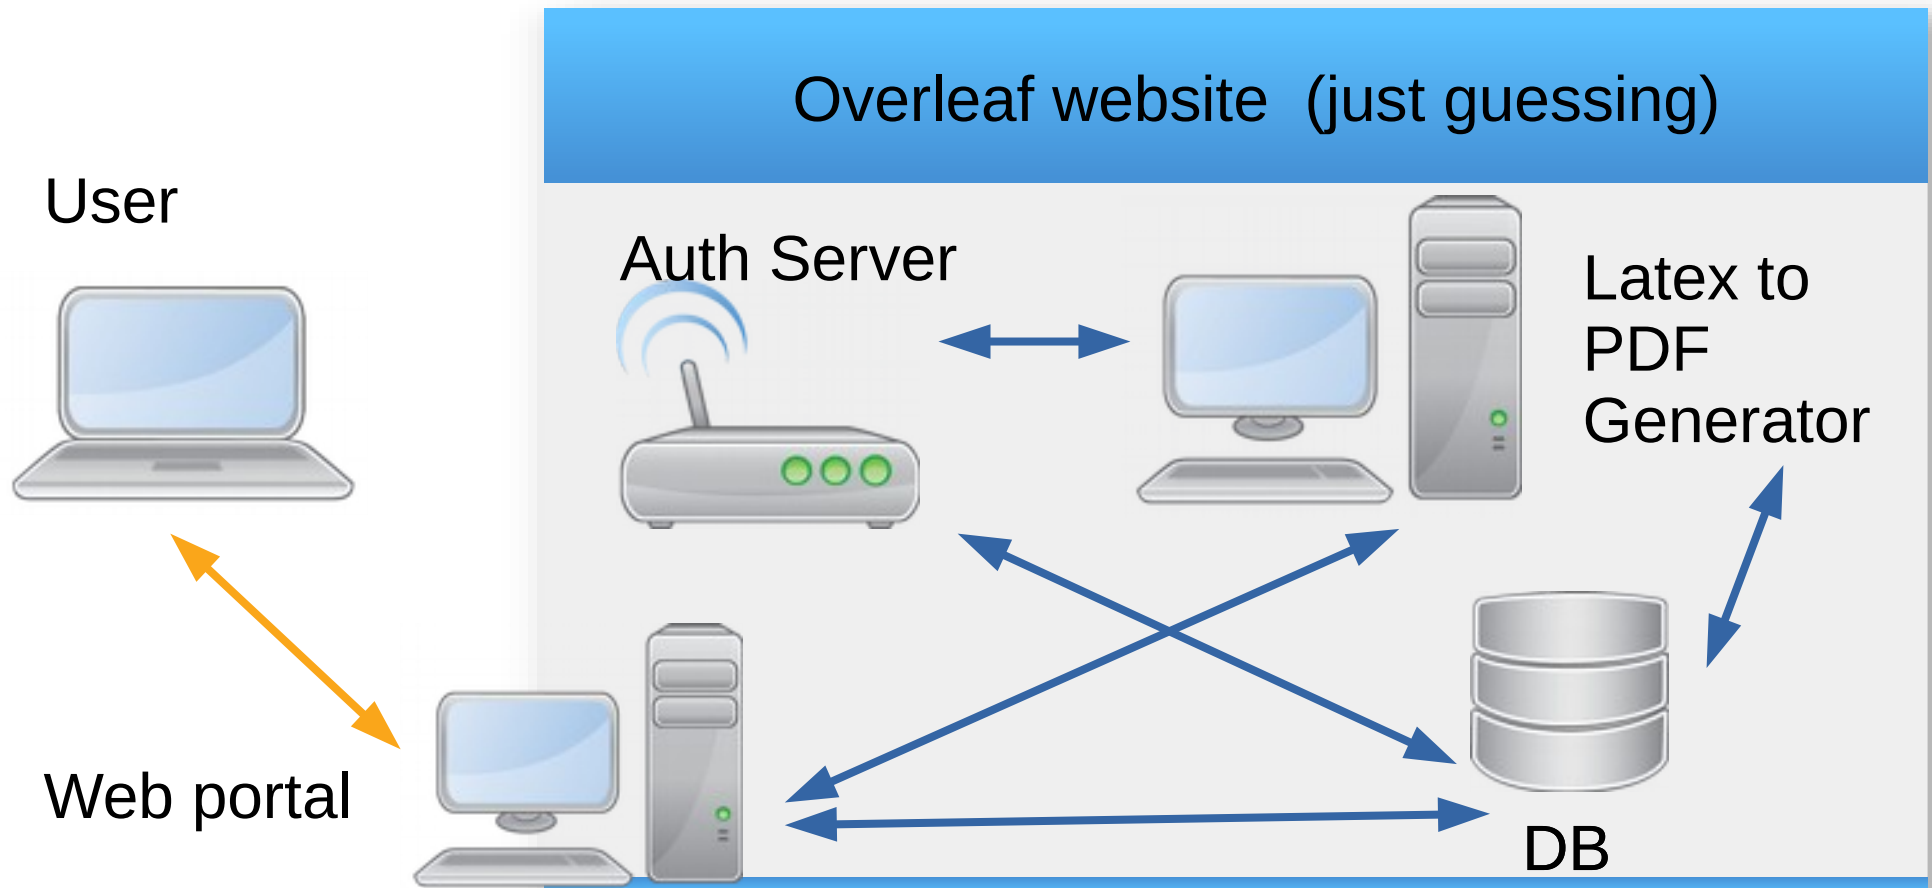 Overleaf website  (just guessing)
User
Auth Server
Latex to
PDF
Generator
Web portal
DB